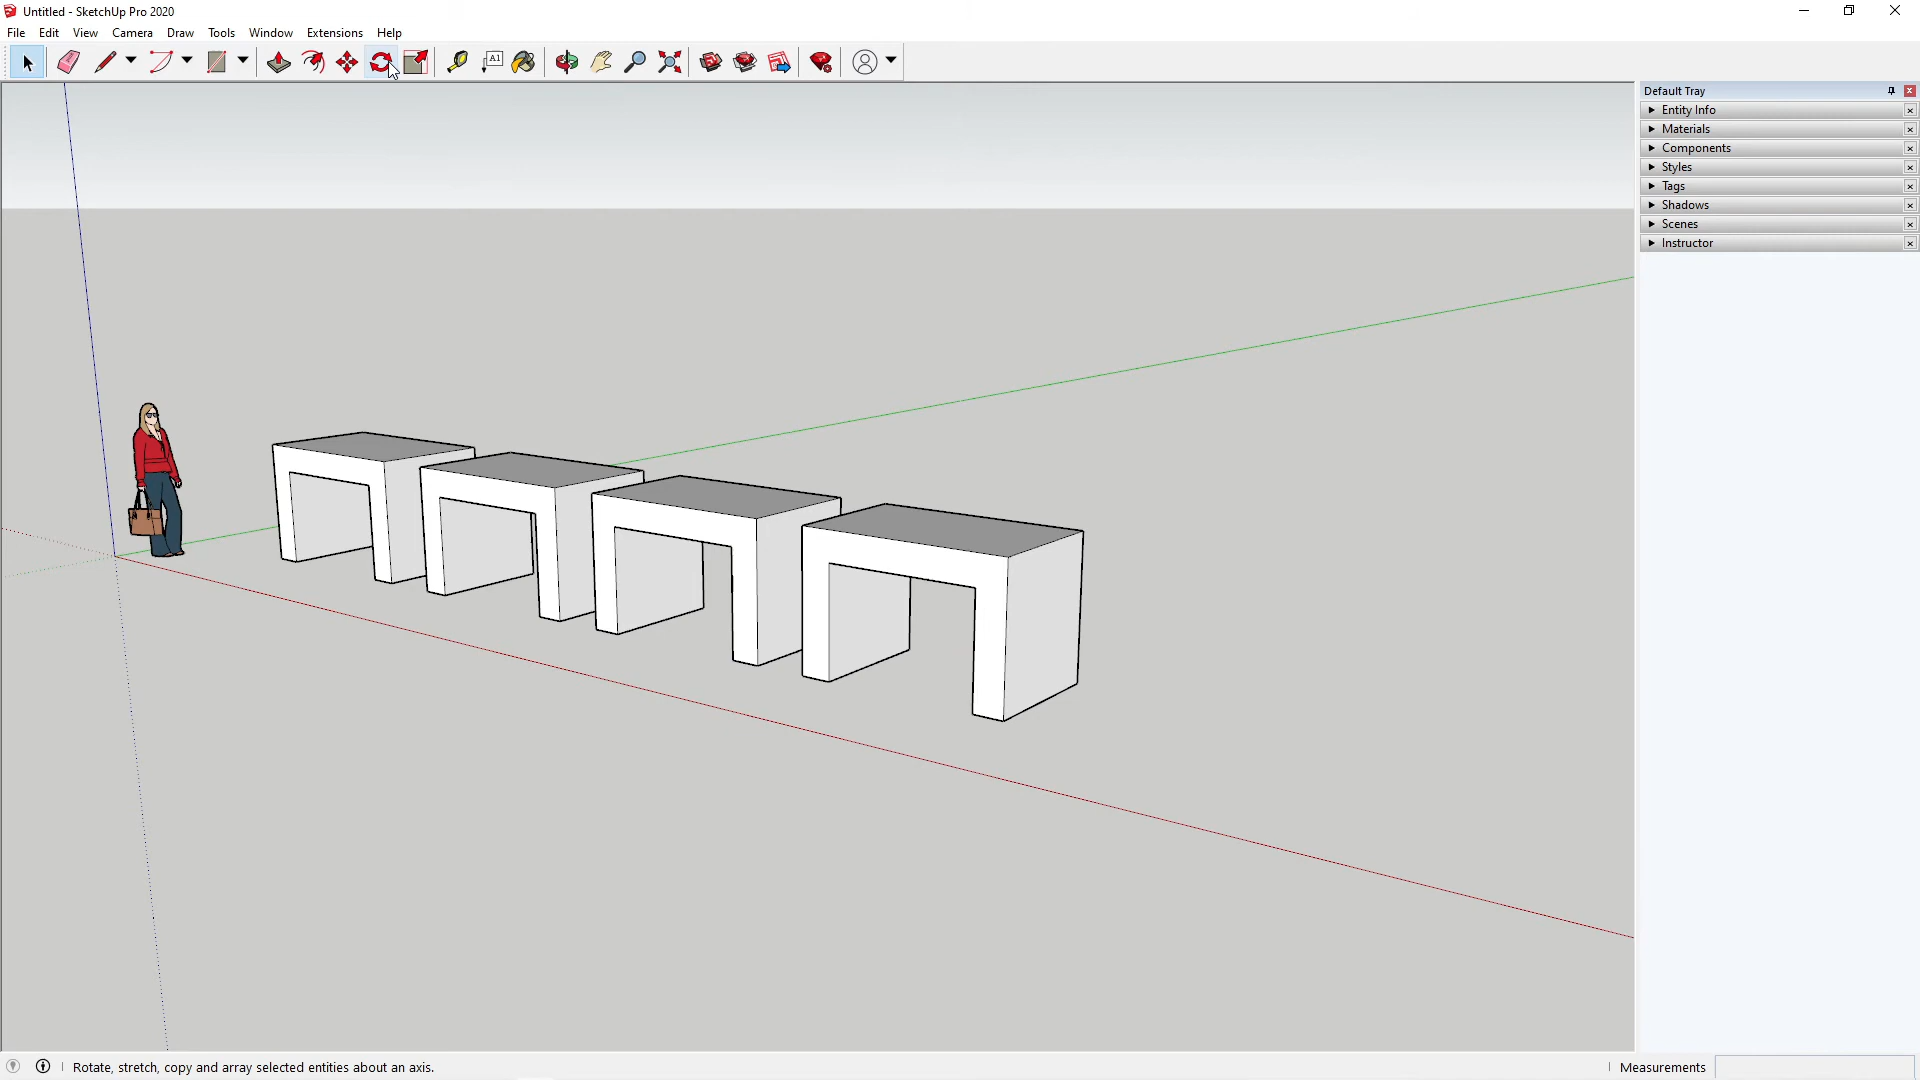 Untitled - SketchUp Pro 2020
File Edit View Camera Draw Tools Window Extensions Help
A1
Default Tray
Entity Info
Materials
Components
Styles
Tags
Shadows
Scenes
Instructor
Rotate, stretch, copy and array selected entities about an axis.
Measurements